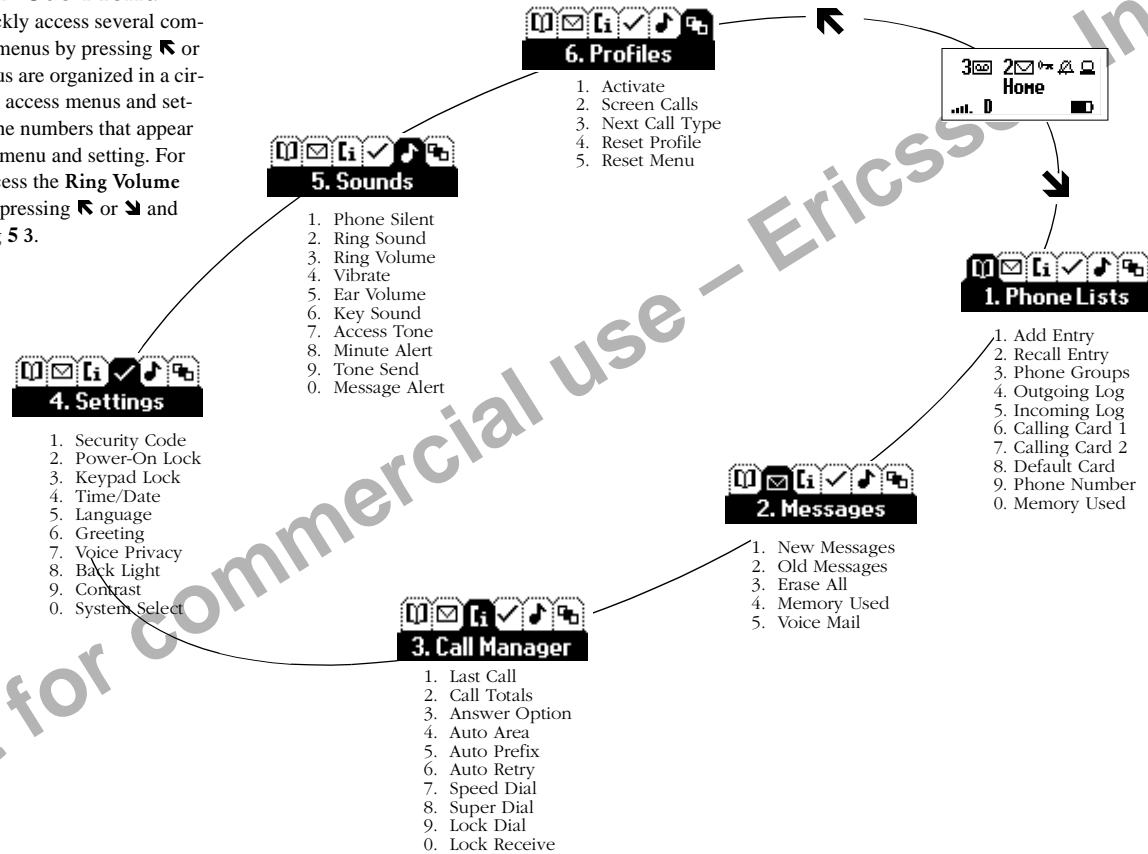 kly access several com-
menus by pressing or
us are organized in a cir-
access menus and set-
ne numbers that appear
menu and setting. For
cess the Ring Volume
pressing or and
5 3.
6. Profiles
1. Activate
2. Screen Calls
3. Next Call Type
4. Reset Profile
5. Reset Menu
3 2
Home
D
5. Sounds
1. Phone Silent
2. Ring Sound
3. Ring Volume
4. Vibrate
5. Ear Volume
6. Key Sound
7. Access Tone
8. Minute Alert
9. Tone Send
0. Message Alert
1. Phone Lists
1. Add Entry
2. Recall Entry
3. Phone Groups
4. Outgoing Log
5. Incoming Log
6. Calling Card 1
7. Calling Card 2
8. Default Card
9. Phone Number
0. Memory Used
4. Settings
1. Security Code
2. Power-On Lock
3. Keypad Lock
4. Time/Date
5. Language
6. Greeting
7. Voice Privacy
8. Back Light
9. Contrast
0. System Select
2. Messages
1. New Messages
2. Old Messages
3. Erase All
4. Memory Used
5. Voice Mail
3. Call Manager
1. Last Call
2. Call Totals
3. Answer Option
4. Auto Area
5. Auto Prefix
6. Auto Retry
7. Speed Dial
8. Super Dial
9. Lock Dial
0. Lock Receive
for commercial use – Ericsso In